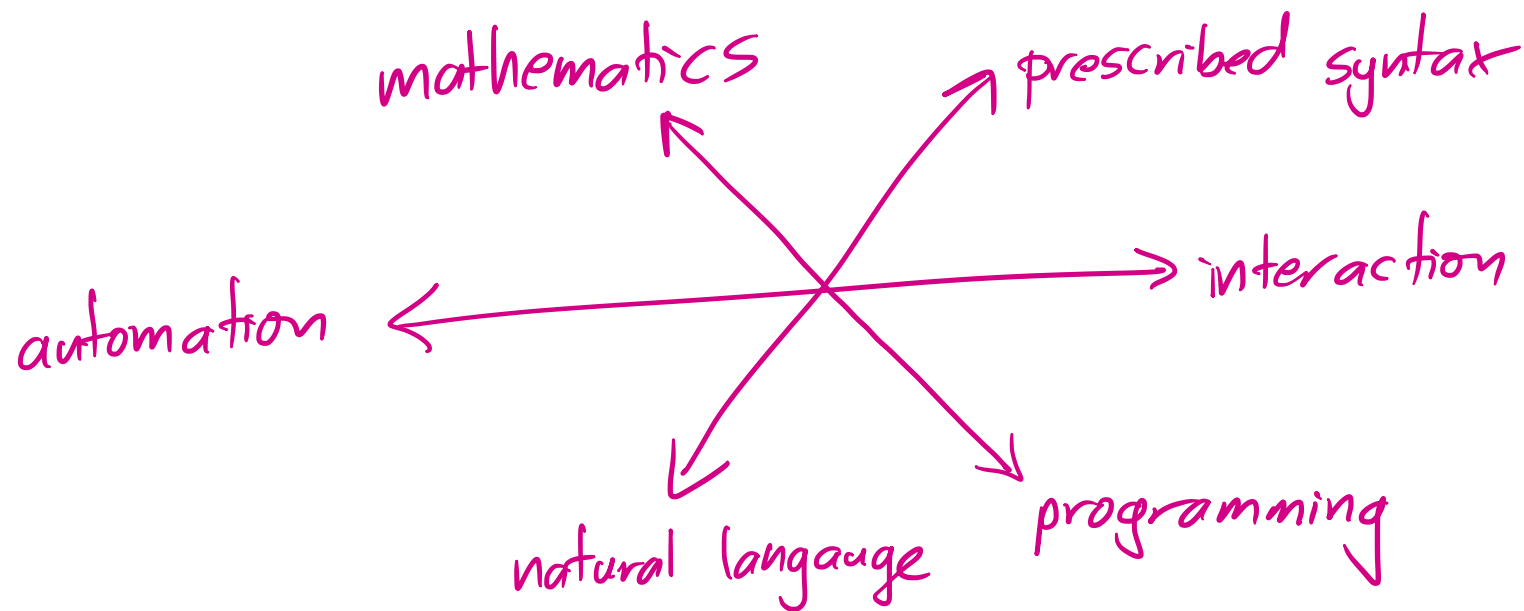 mathematics
prescribed syntax
interaction
automation
programming
natural langauge